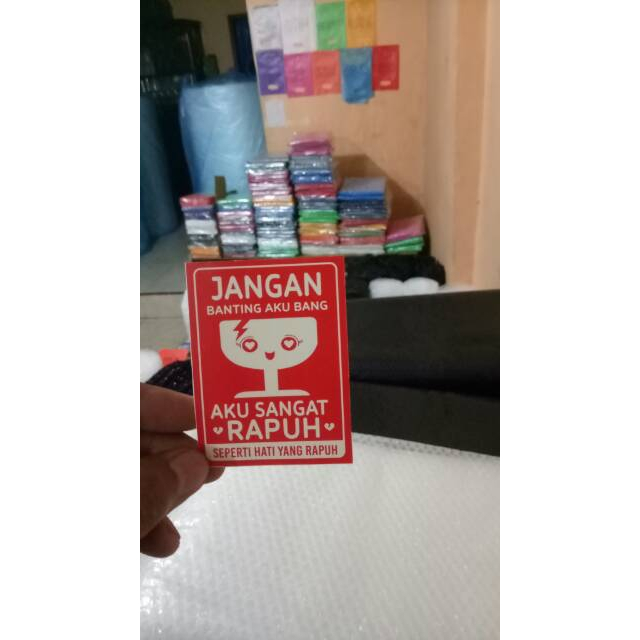 JANGAN
BANTING AKU BANG
AKU SANGAT
RAPUH
SEPERTI HATI YANG RAPUH